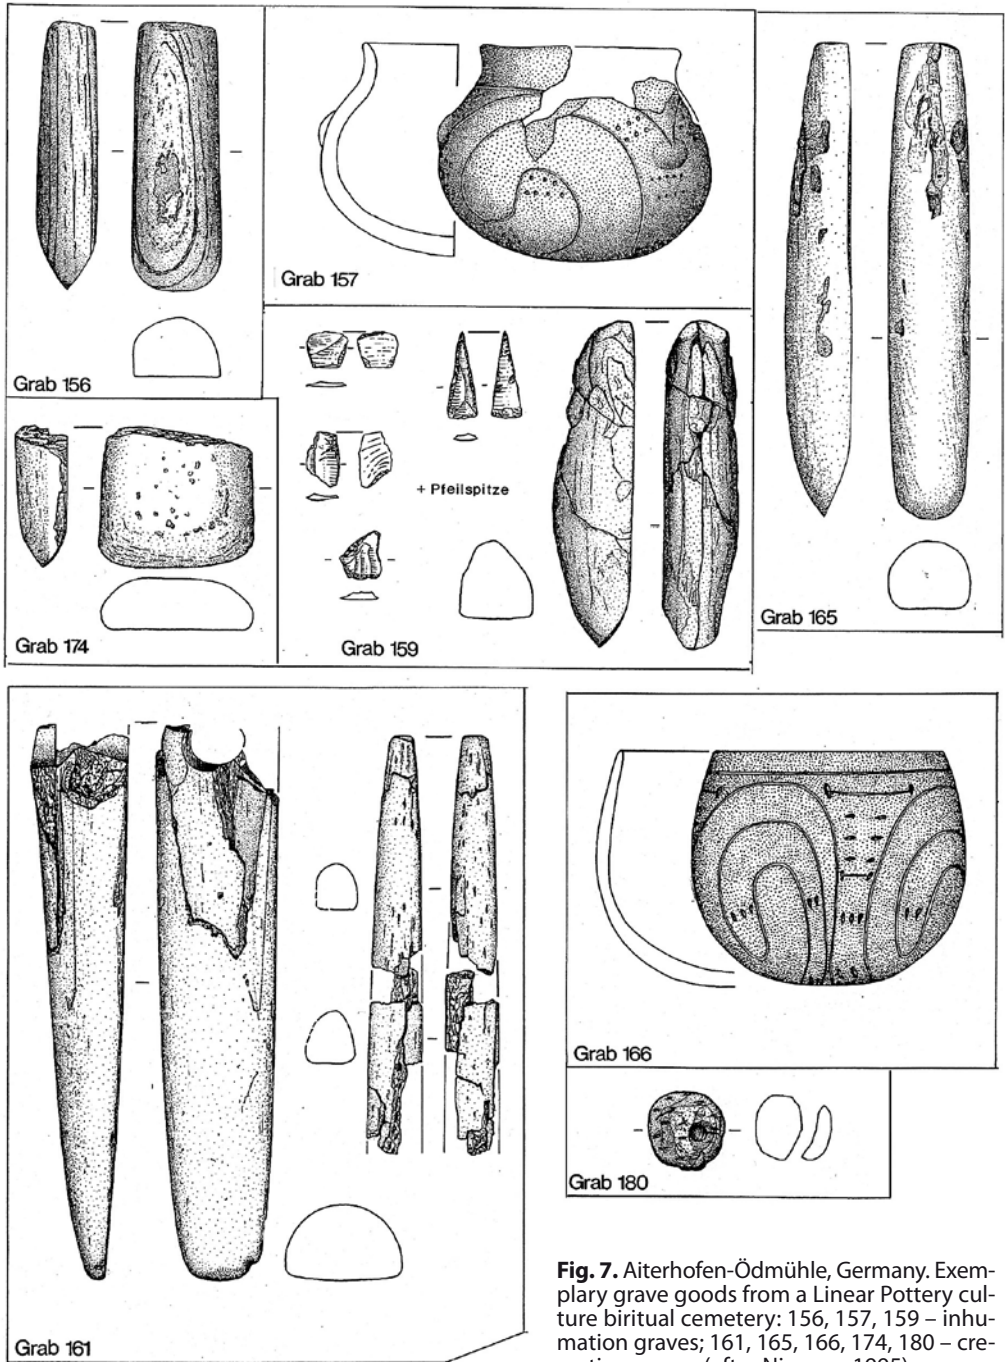 Grab 156
Grab 157
Grab 165
Grab 174
+ Pfeilspitze
Grab 159
Grab 161
Grab 166
Grab 180
Fig. 7. Aiterhofen-Ödmühle, Germany. Exem-
plary grave goods from a Linear Pottery cul-
ture biritual cemetery: 156, 157, 159 – inhu-
mation graves; 161, 165, 166, 174, 180 – cre-